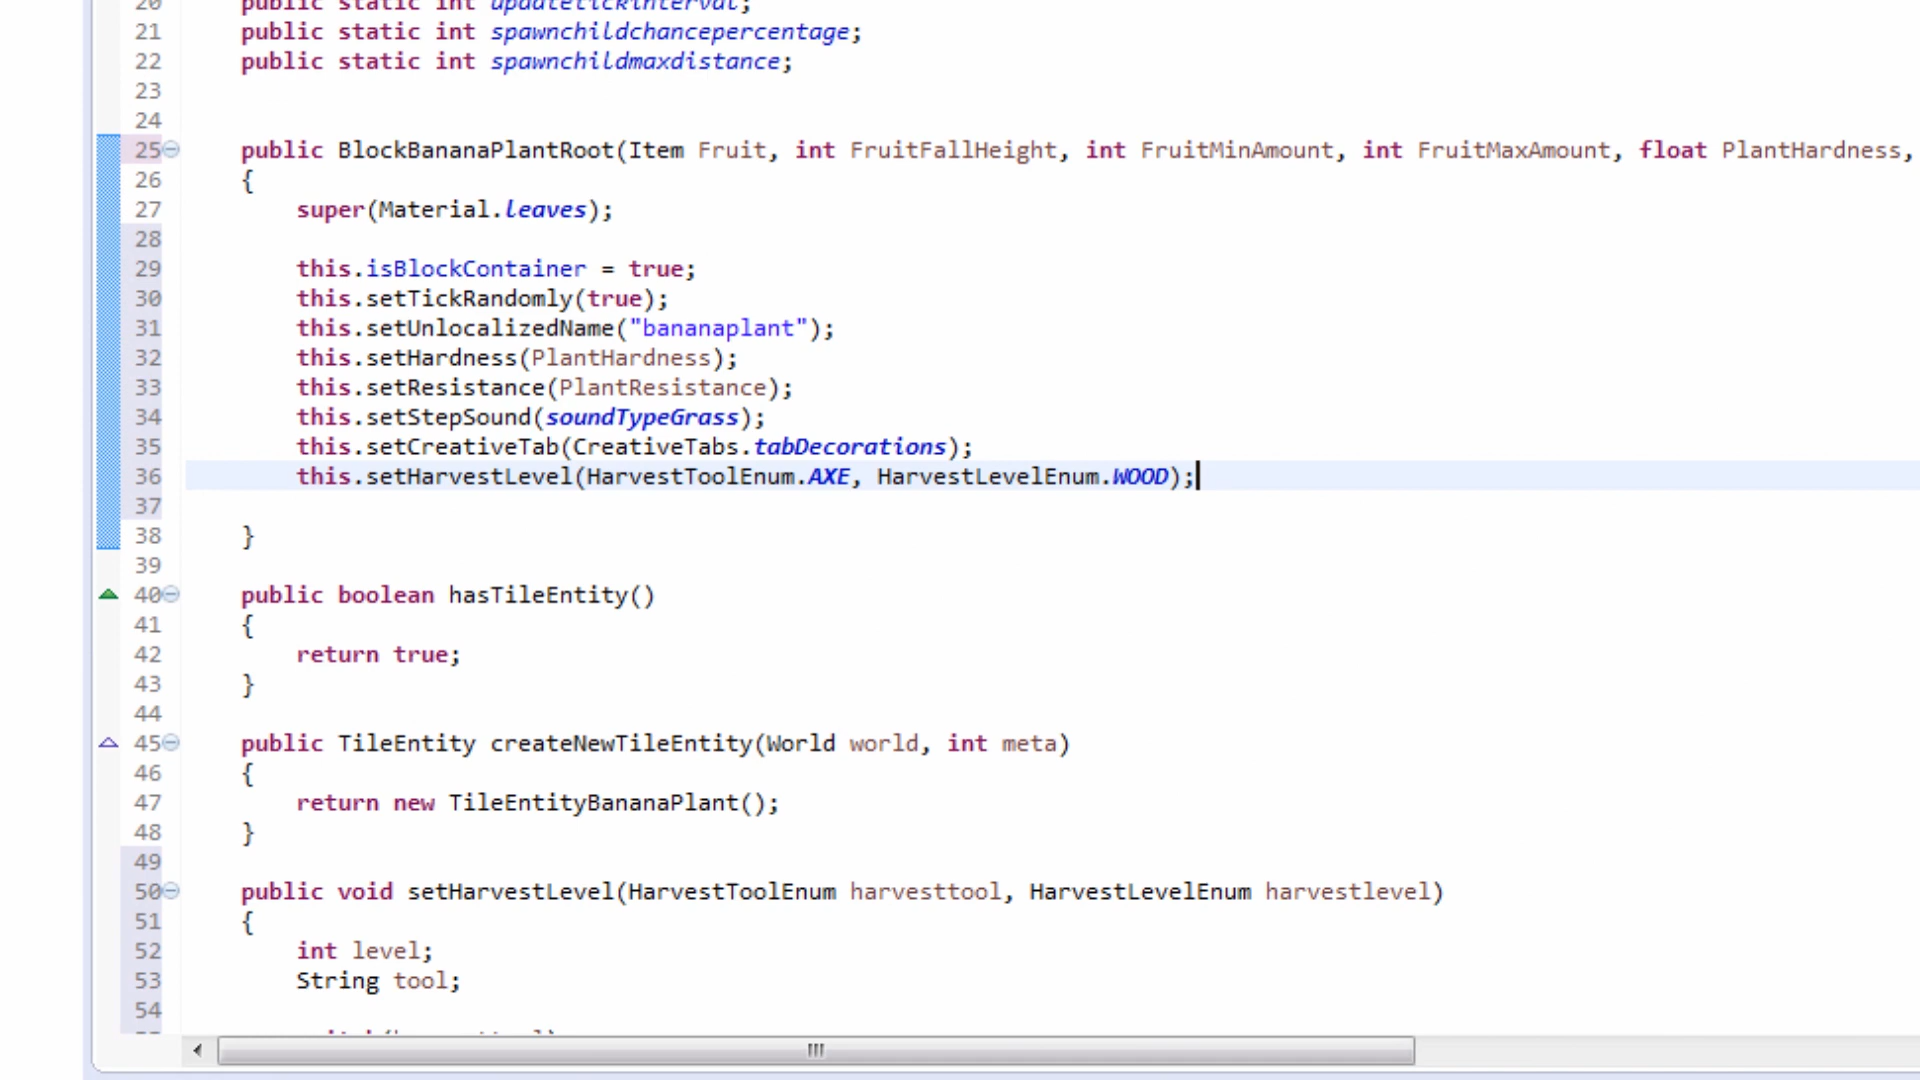 20 public static int updatetickinterval;
21 public static int spawnchildchancepercentage;
22 public static int spawnchildmaxdistance;
23
24
25 public BlockBananaPlantRoot(Item Fruit, int FruitFallHeight, int FruitMinAmount, int FruitMaxAmount, float PlantHardness,
26 {
27 super(Material.leaves);
28
29 this.isBlockContainer = true;
30 this.setTickRandomly(true);
31 this.setUnlocalizedName("bananaplant");
32 this.setHardness(PlantHardness);
33 this.setResistance(PlantResistance);
34 this.setStepSound(soundTypeGrass);
35 this.setCreativeTab(CreativeTabs.tabDecorations);
36 this.setHarvestLevel(HarvestToolEnum.AXE, HarvestLevelEnum.WOOD);
37
38 }
39
40 public boolean hasTileEntity()
41 {
42 return true;
43 }
44
45 public TileEntity createNewTileEntity(World world, int meta)
46 {
47 return new TileEntityBananaPlant();
48 }
49
50 public void setHarvestLevel(HarvestToolEnum harvesttool, HarvestLevelEnum harvestlevel)
51 {
52 int level;
53 String tool;
54